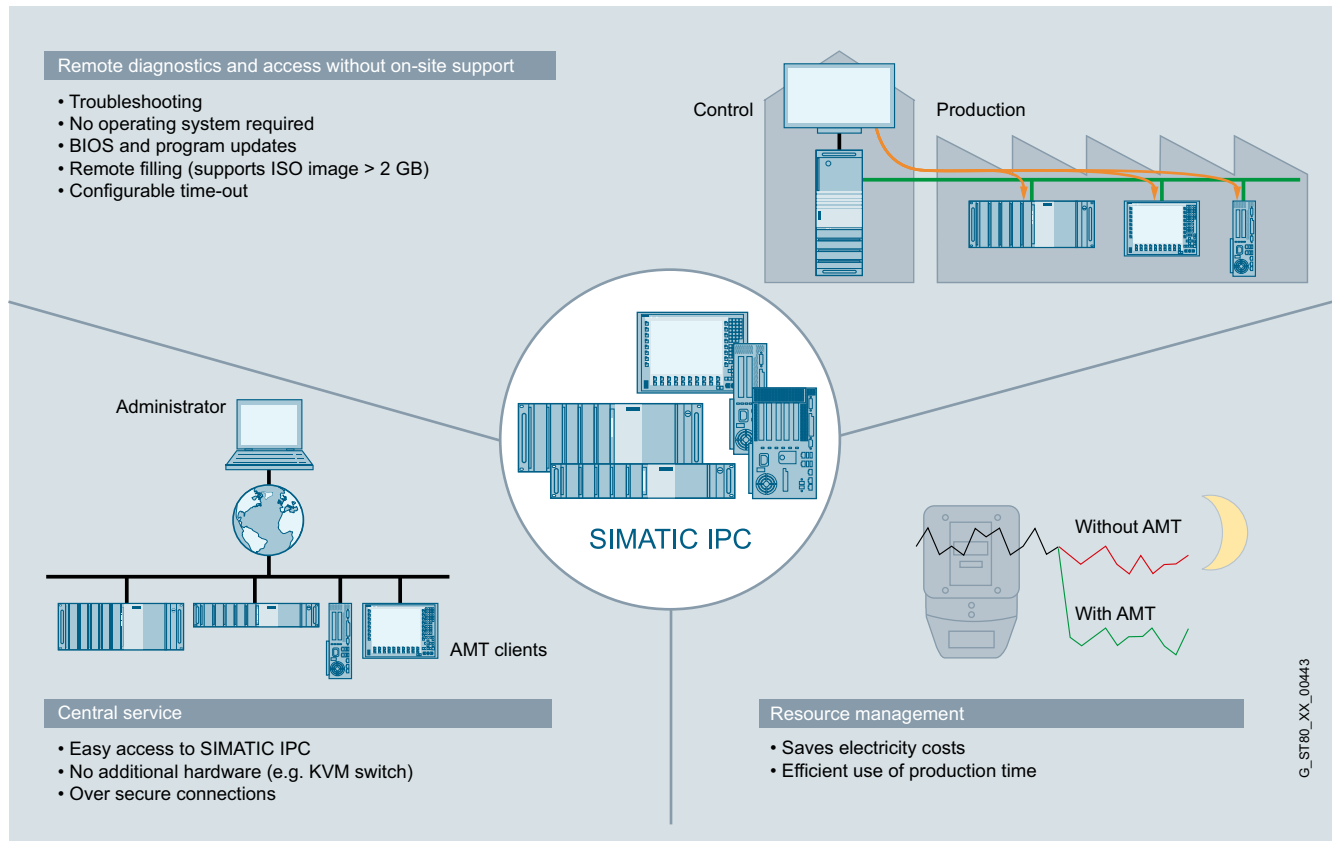 Remote diagnostics and access without on-site support
• Troubleshooting
• No operating system required
• BIOS and program updates
• Remote filling (supports ISO image > 2 GB)
• Configurable time-out
Control
Production
Administrator
AMT clients
SIMATIC IPC
Without AMT
With AMT
Central service
• Easy access to SIMATIC IPC
• No additional hardware (e.g. KVM switch)
• Over secure connections
Resource management
• Saves electricity costs
• Efficient use of production time
G_ST80_XX_00443